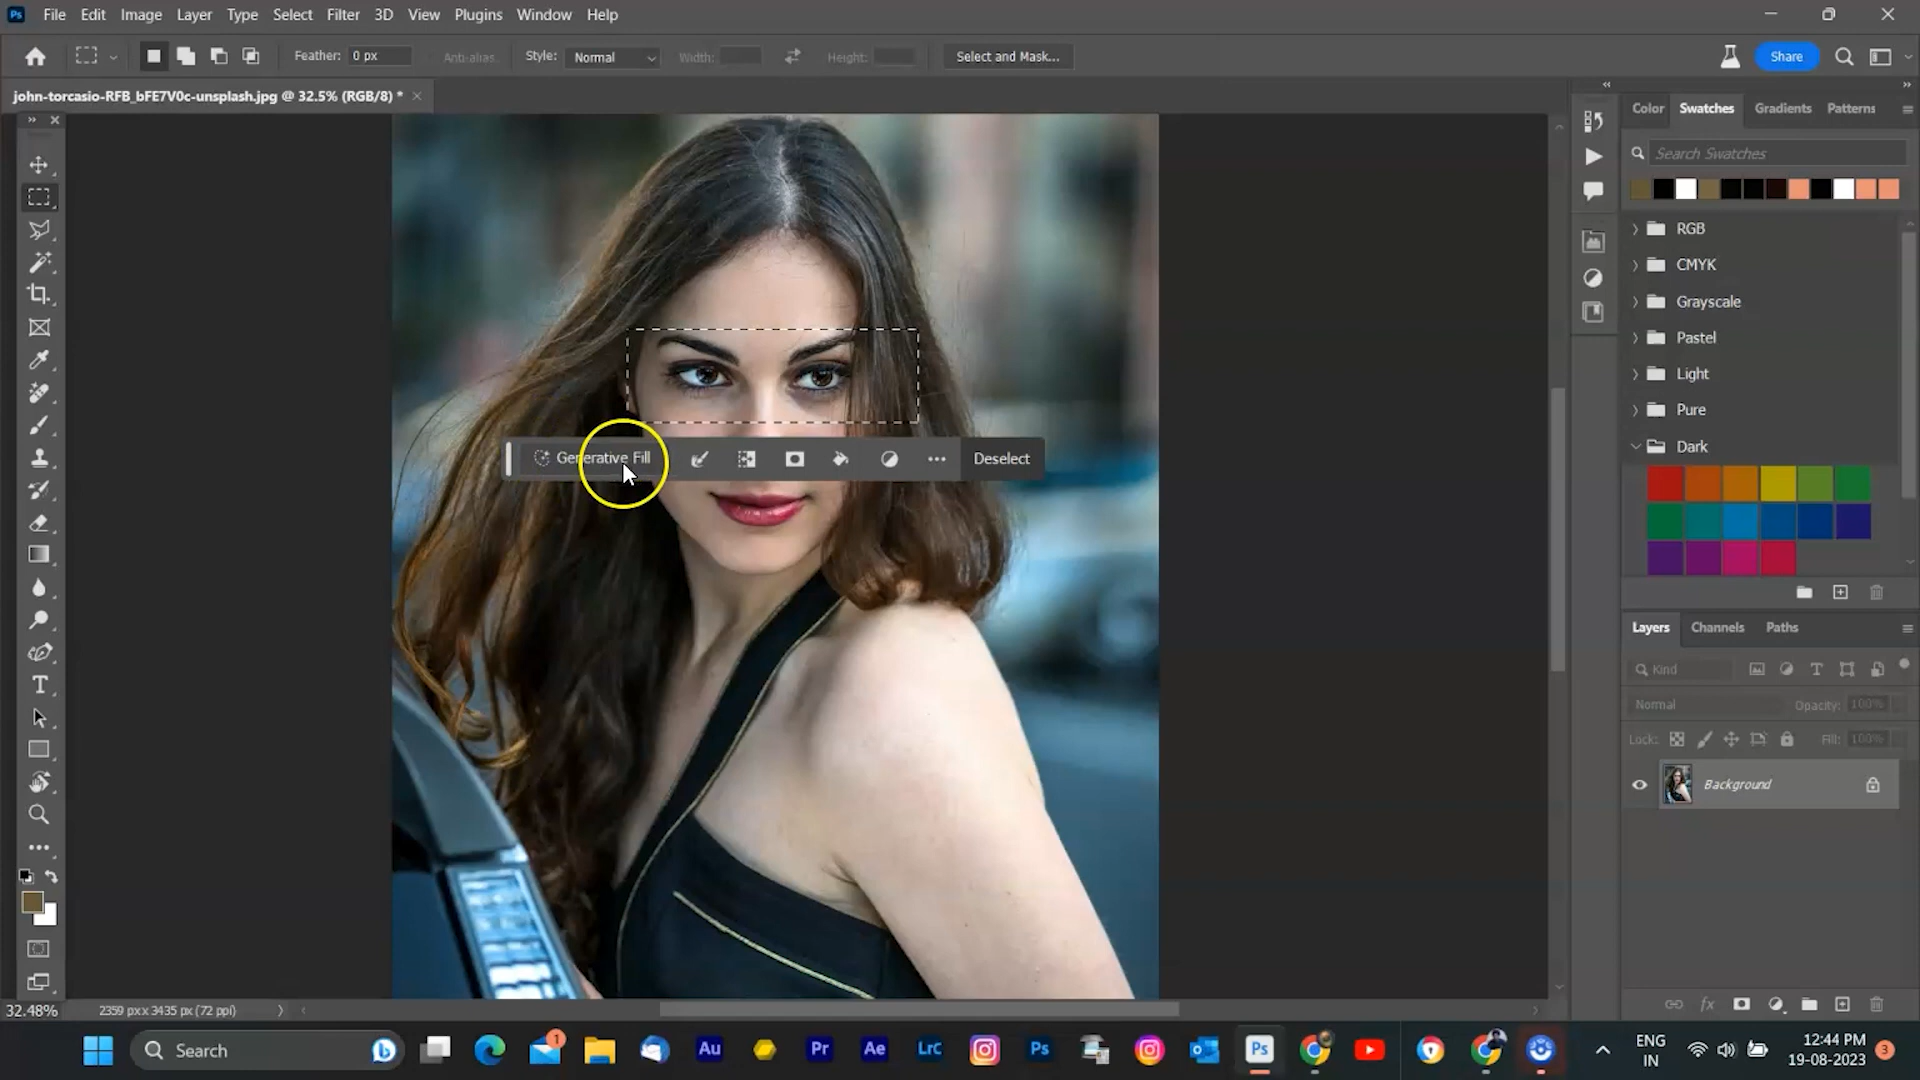 Ps File Edit Image Layer Type Select Filter 3D View Plugins Window Help
Feather: 0 px Anti-alias Style: Normal Width: Height: Select and Mask... Share
john-torcasio-RFB_bFE7V0c-unsplash.jpg @ 32.5% (RGB/8) *
Color Swatches Gradients Patterns
Search Swatches
RGB
CMYK
Grayscale
Pastel
Light
Pure
Dark
Generative Fill Deselect
Layers Channels Paths
Kind
Normal Opacity: 100%
Lock: Fill: 100%
Background
32.48% 2359 px x 3435 px (72 ppi)
Search 1 Au Pr Ae LrC Ps Ps
ENG
IN
12:44 PM
19-08-2023
3